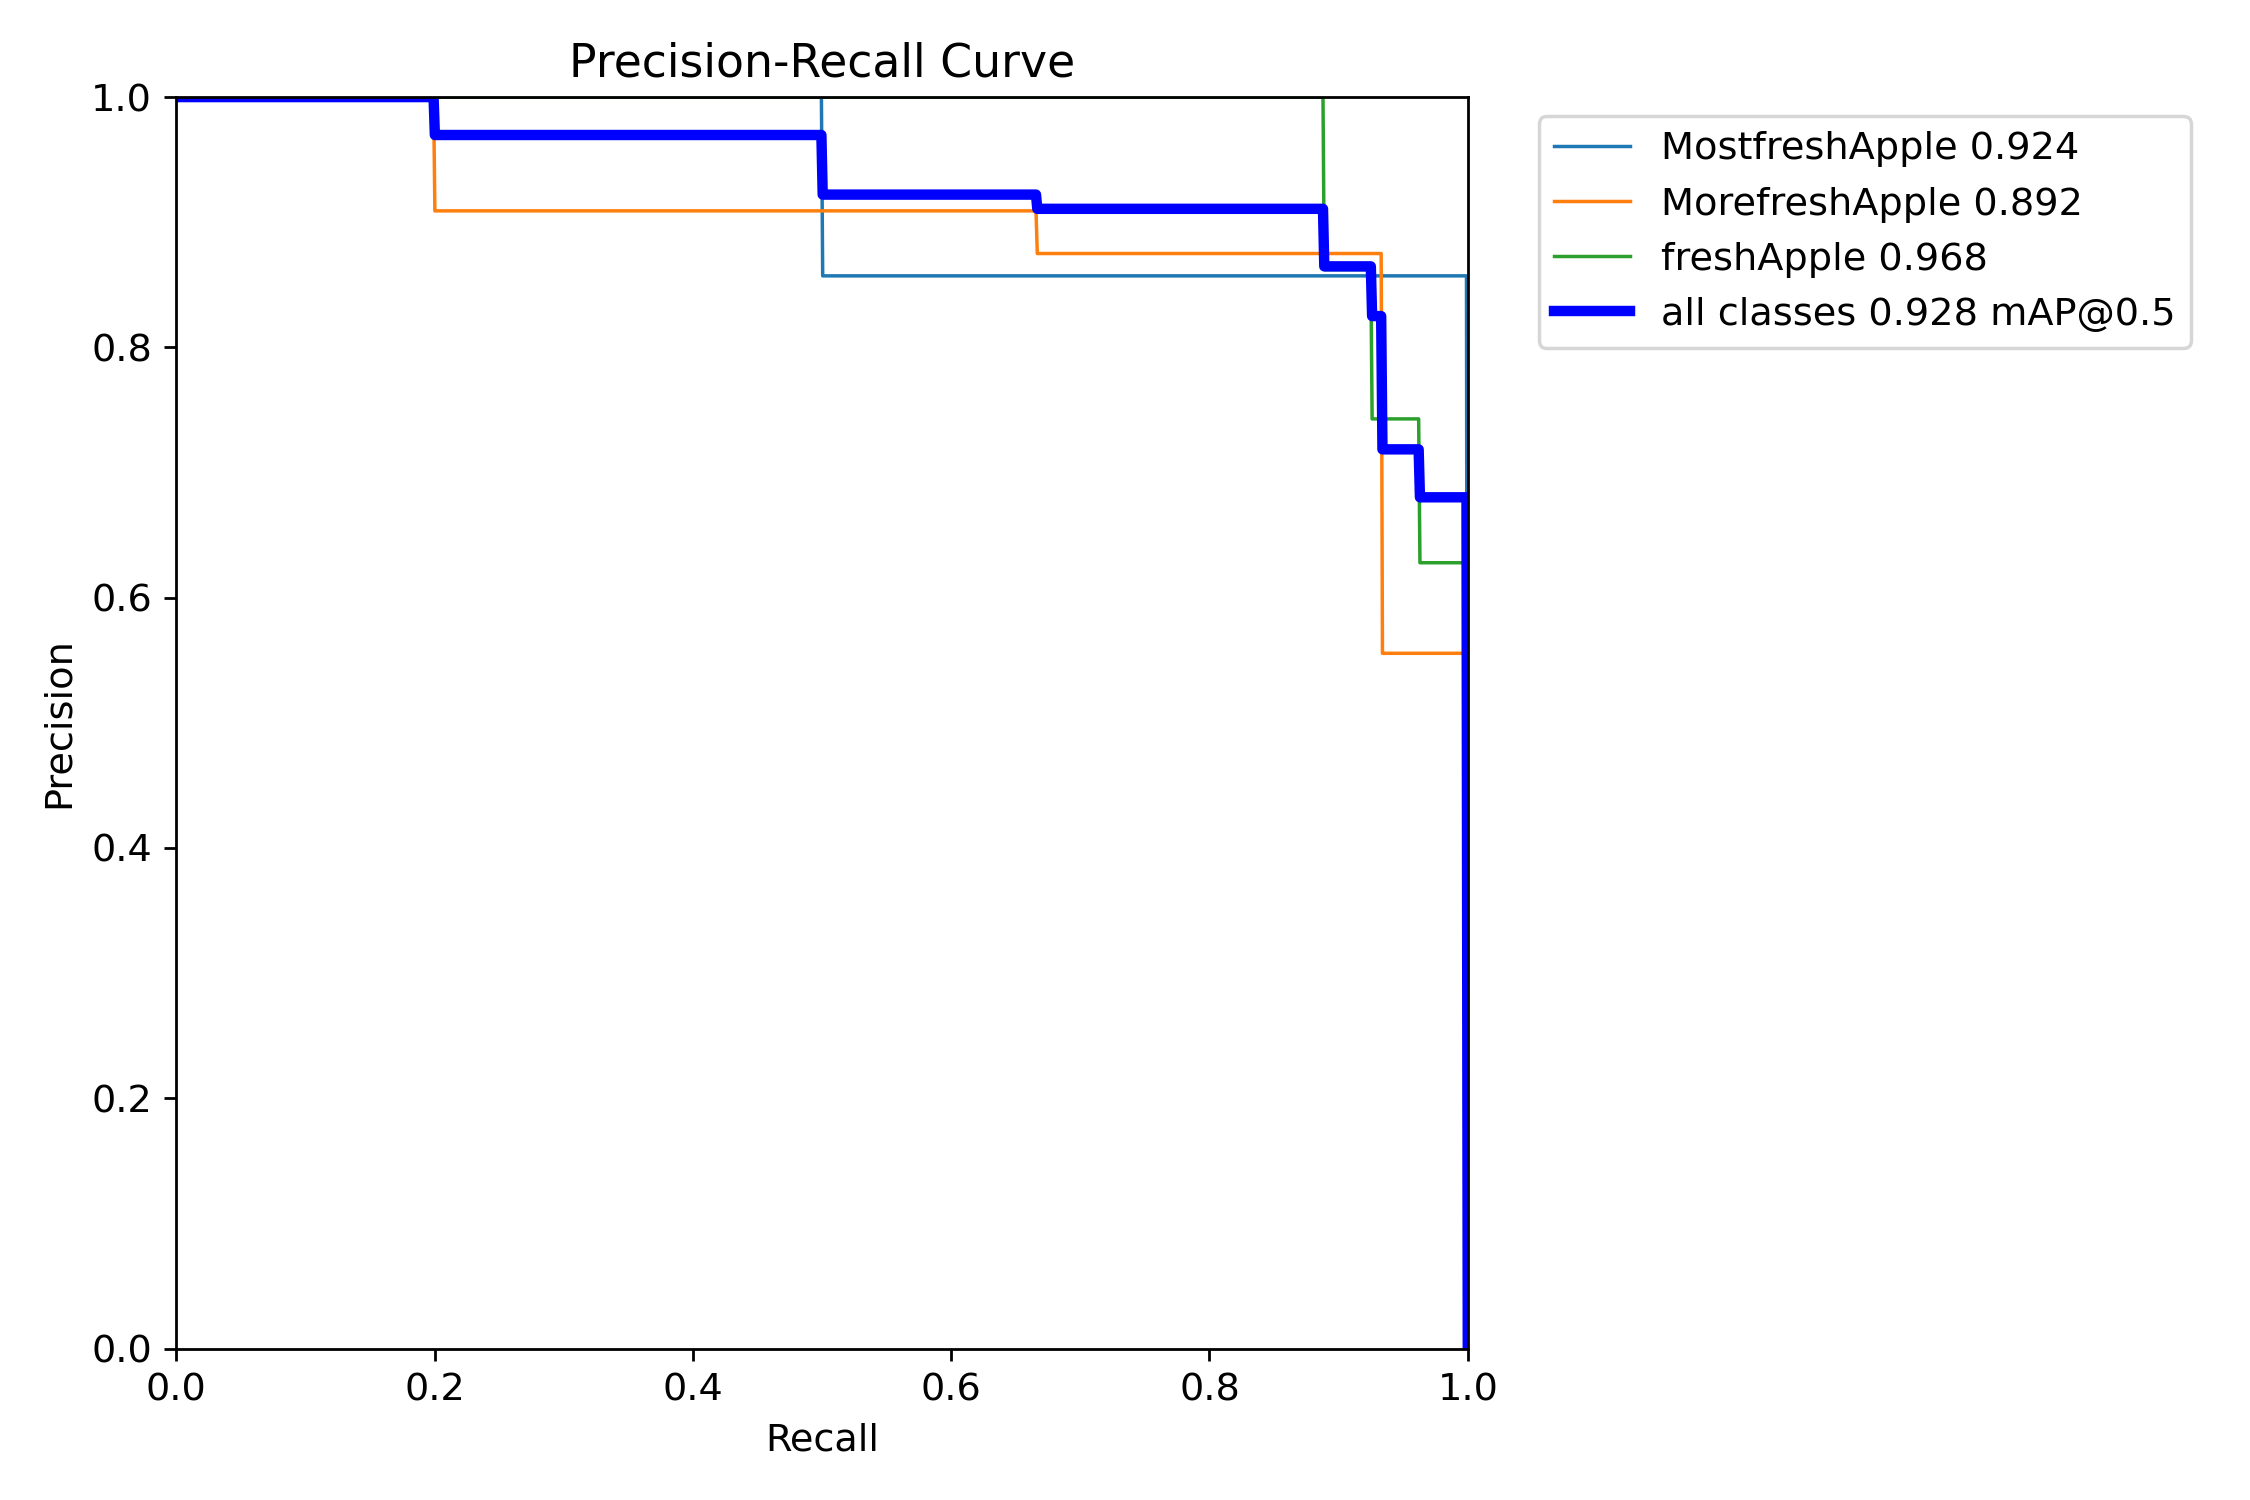 Precision-Recall Curve
1.0
0.8
0.6
0.4
0.2
0.0
Precision
0.0 0.2 0.4 0.6 0.8 1.0
Recall
MostfreshApple 0.924
MorefreshApple 0.892
freshApple 0.968
all classes 0.928 mAP@0.5